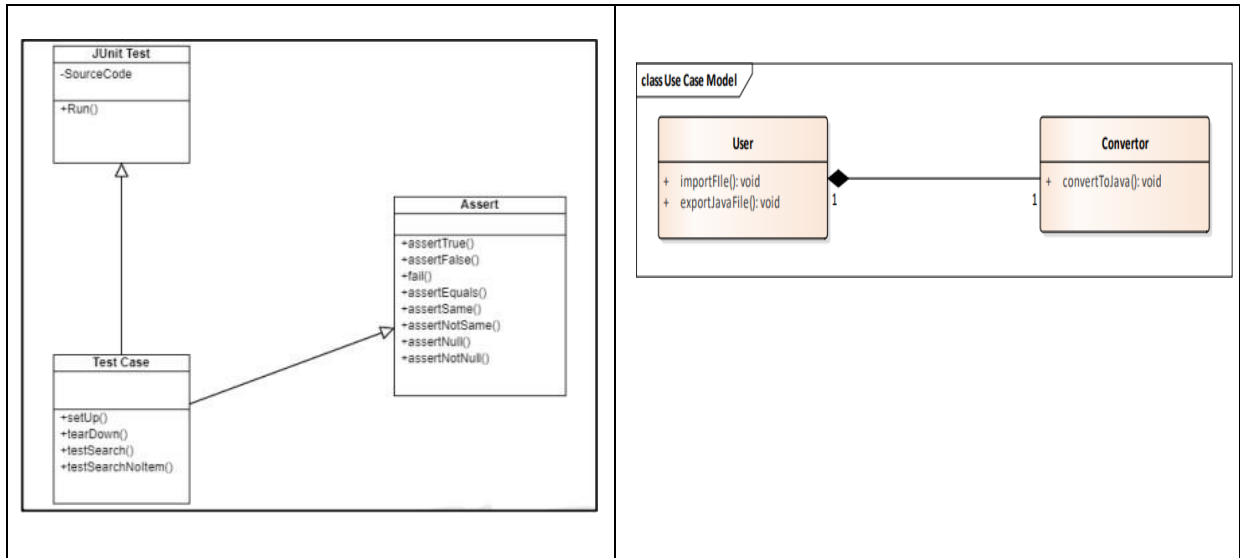 JUnit Test
-SourceCode
+Run()
Assert
+assertTrue()
+assertFalse()
+fail()
+assertEquals()
+assertSame()
+assertNotSame()
+assertNull()
+assertNotNull()
Test Case
+setUp()
+tearDown()
+testSearch()
+testSearchNoItem()
class Use Case Model
User
+ importFIle(): void
+ exportJavaFile(): void
1
1
Convertor
+ convertToJava(): void